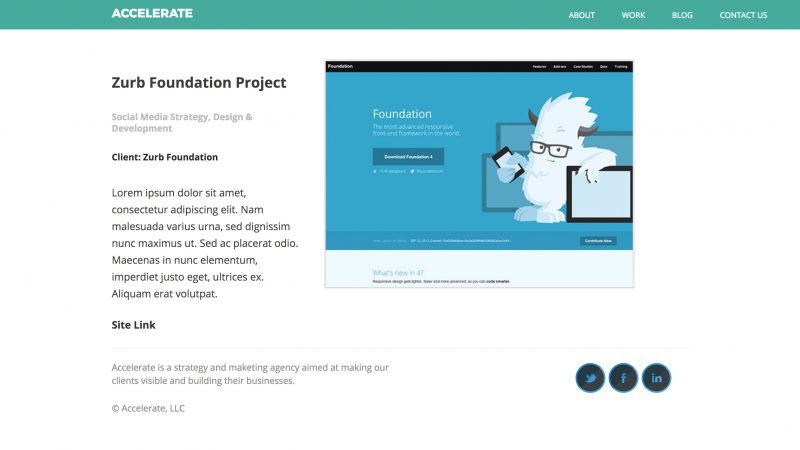 ACCELERATE
ABOUT WORK BLOG CONTACT US
Zurb Foundation Project
Social Media Strategy, Design &
Development
Client: Zurb Foundation
Lorem ipsum dolor sit amet,
consectetur adipiscing elit. Nam
malesuada varius urna, sed dignissim
nunc maximus ut. Sed ac placerat odio.
Maecenas in nunc elementum,
imperdiet justo eget, ultrices ex.
Aliquam erat volutpat.
Site Link
Foundation
Features Add-ons Case Studies Docs Training
Foundation
The most advanced responsive
front-end framework in the world.
Download Foundation 4
Contribute Now
What's new in 4?
Responsive design gets lighter, faster and more advanced, so you can code smarter.
Accelerate is a strategy and maketing agency aimed at making our
clients visible and building their businesses.
© Accelerate, LLC